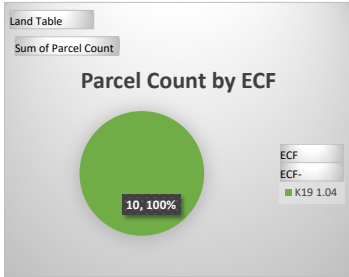 Land Table
Sum of Parcel Count
Parcel Count by ECF
10, 100%
ECF
ECF-
K19 1.04